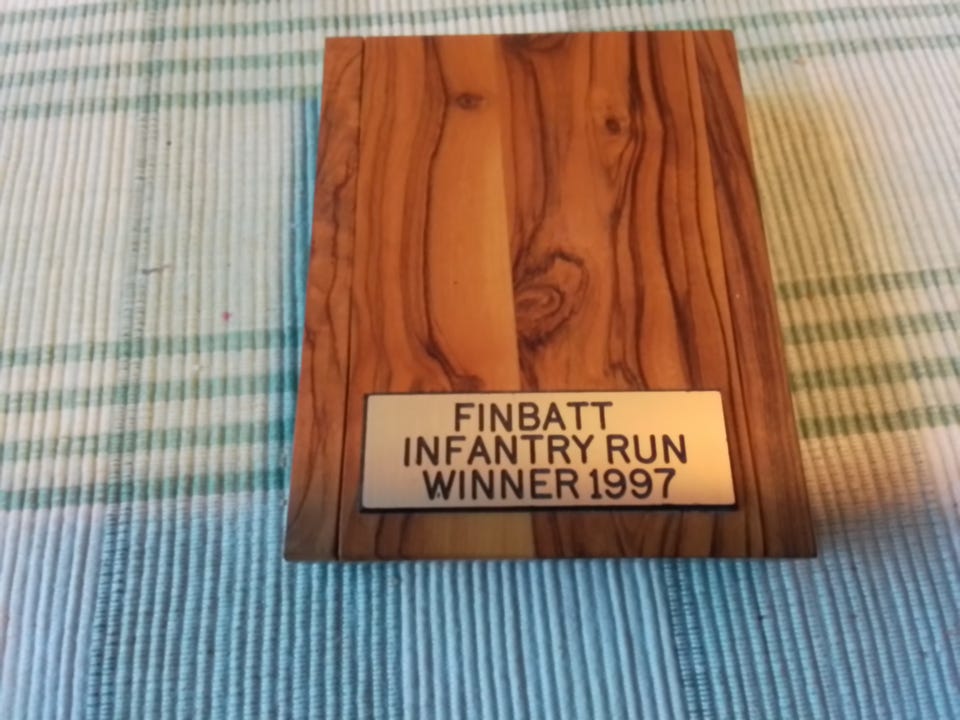 FINBATT
INFANTRY RUN
WINNER 1997